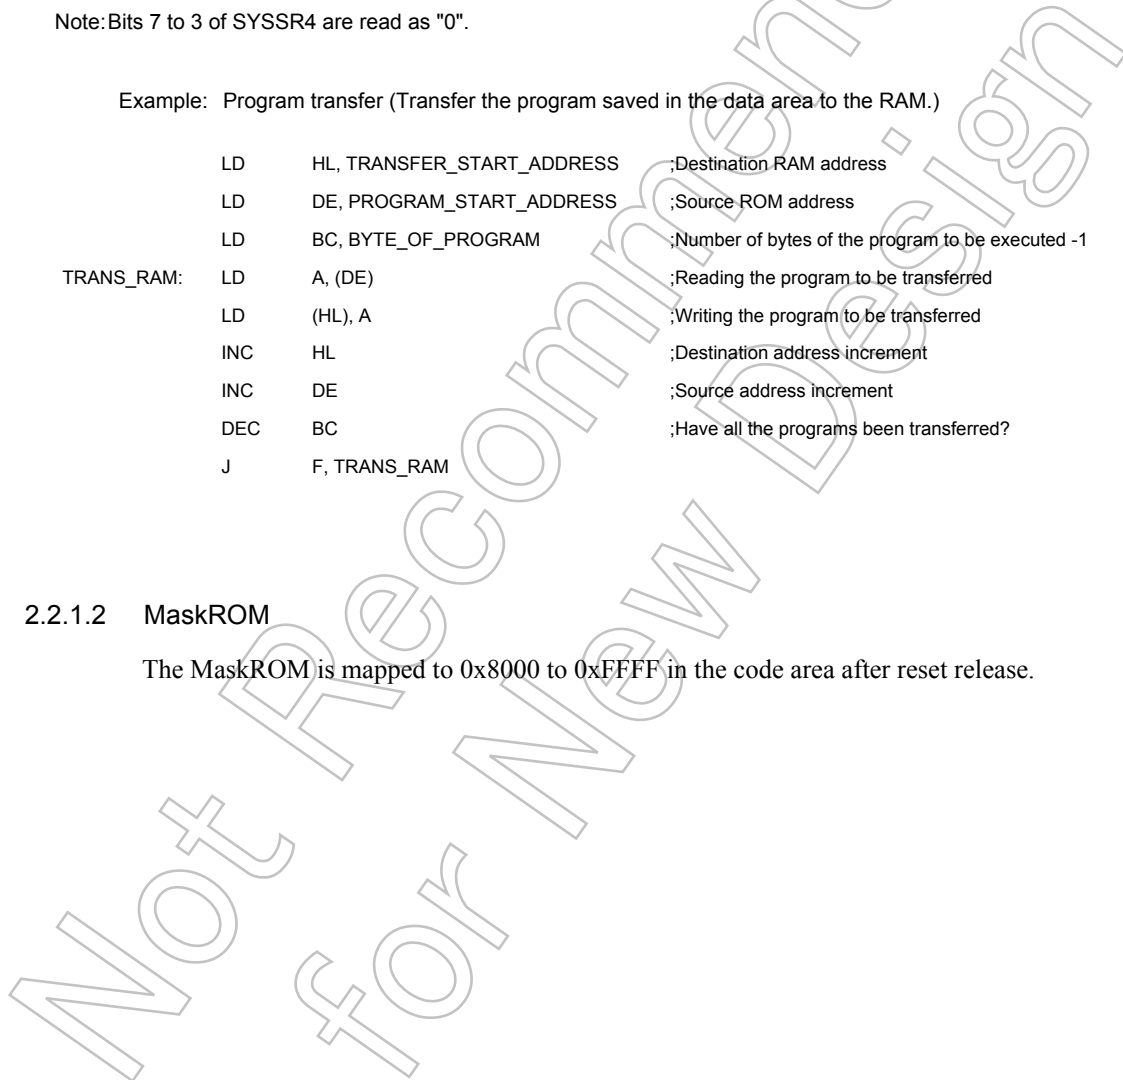 Note:Bits 7 to 3 of SYSSR4 are read as "0".
Example: Program transfer (Transfer the program saved in the data area to the RAM.)
LD HL, TRANSFER_START_ADDRESS ;Destination RAM address
LD DE, PROGRAM_START_ADDRESS ;Source ROM address
LD BC, BYTE_OF_PROGRAM ;Number of bytes of the program to be executed -1
TRANS_RAM: LD A, (DE) ;Reading the program to be transferred
LD (HL), A ;Writing the program to be transferred
INC HL ;Destination address increment
INC DE ;Source address increment
DEC BC ;Have all the programs been transferred?
J F, TRANS_RAM
2.2.1.2 MaskROM
The MaskROM is mapped to 0x8000 to 0xFFFF in the code area after reset release.
Not Recommen
for New Design